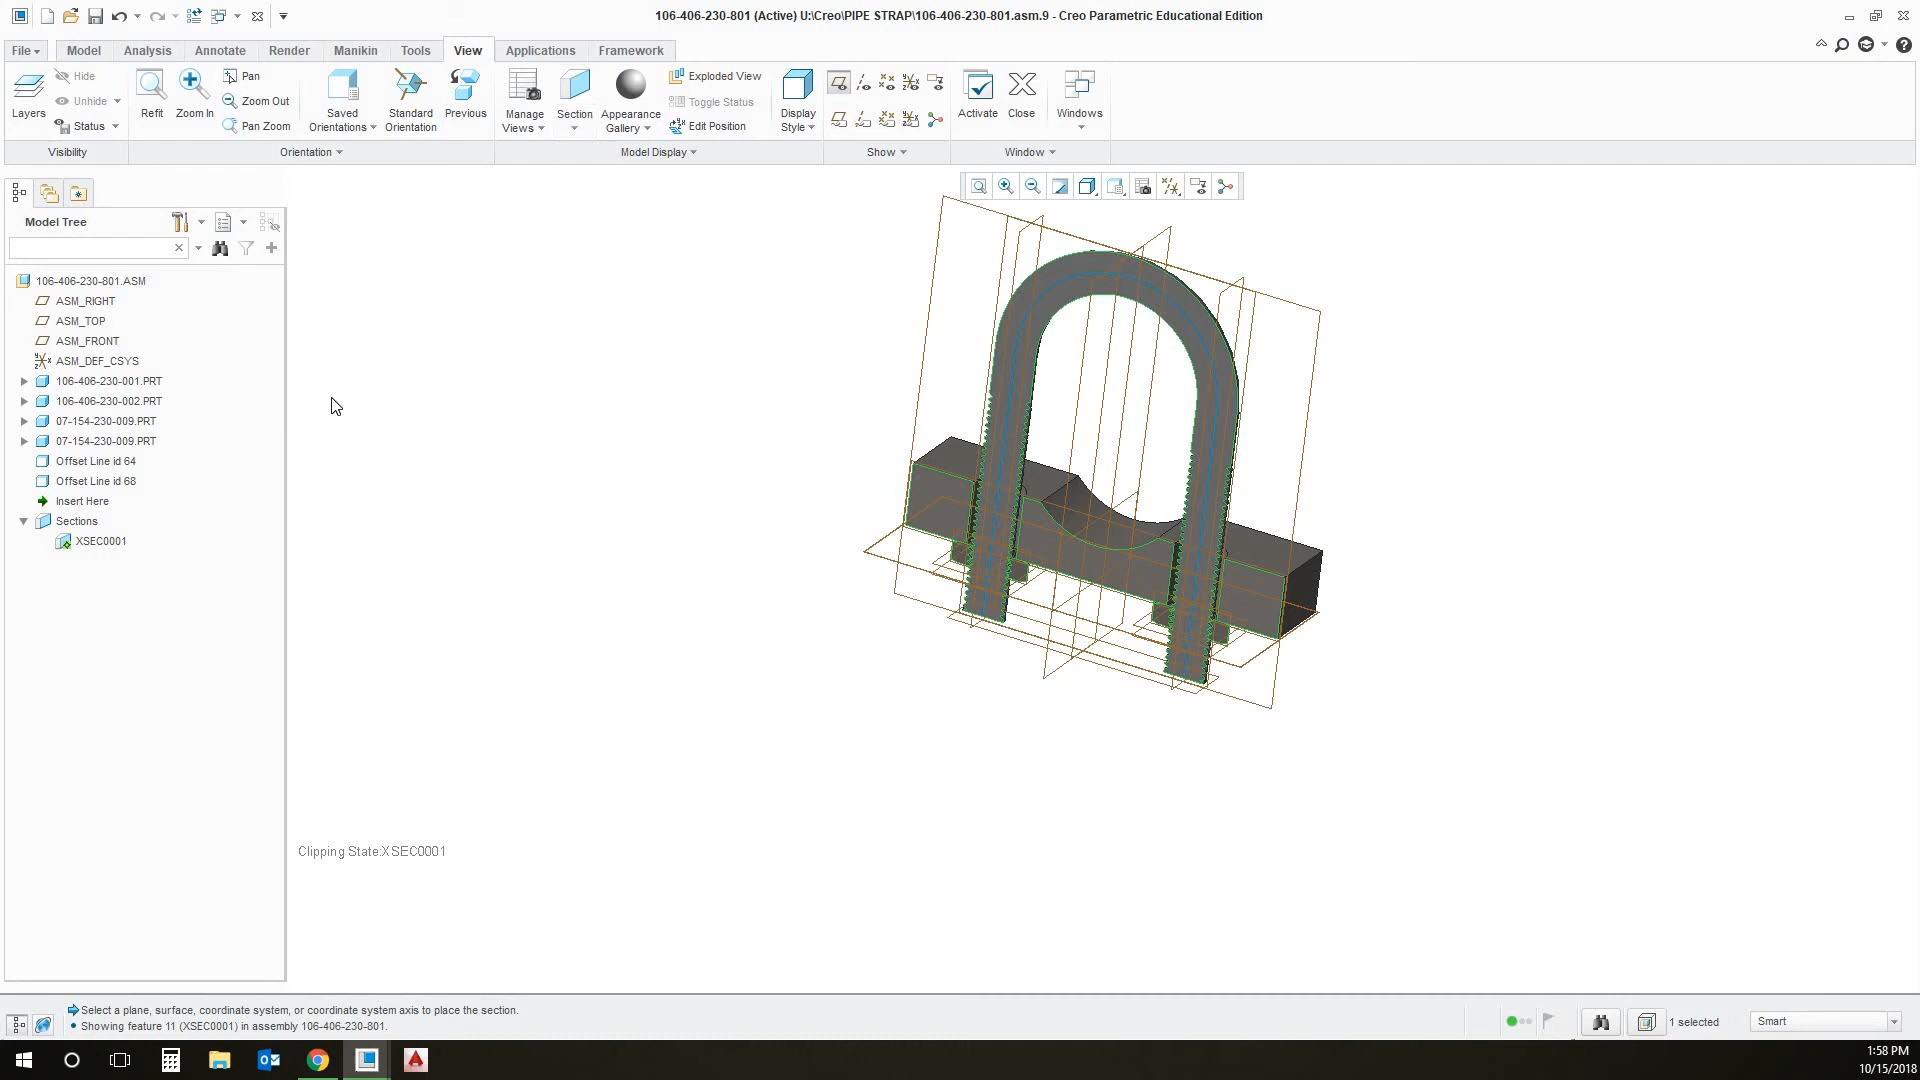 106-406-230-801 (Active) U:\Creo\PIPE STRAP\106-406-230-801.asm.9 - Creo Parametric Educational Edition
File Model Analysis Annotate Render Manikin Tools View Applications Framework
Layers
Hide
Unhide
Status
Refit
Zoom In
Pan
Zoom Out
Pan Zoom
Saved
Orientations
Standard
Orientation
Previous
Manage
Views
Section
Appearance
Gallery
Exploded View
Toggle Status
Edit Position
Display
Style
Activate
Close
Windows
Visibility Orientation Model Display Show Window
Model Tree
106-406-230-801.ASM
ASM_RIGHT
ASM_TOP
ASM_FRONT
ASM_DEF_CSYS
106-406-230-001.PRT
106-406-230-002.PRT
07-154-230-009.PRT
07-154-230-009.PRT
Offset Line id 64
Offset Line id 68
Insert Here
Sections
XSEC0001
Clipping State:XSEC0001
Select a plane, surface, coordinate system, or coordinate system axis to place the section.
Showing feature 11 (XSEC0001) in assembly 106-406-230-801.
1 selected
Smart
1:58 PM
10/15/2018